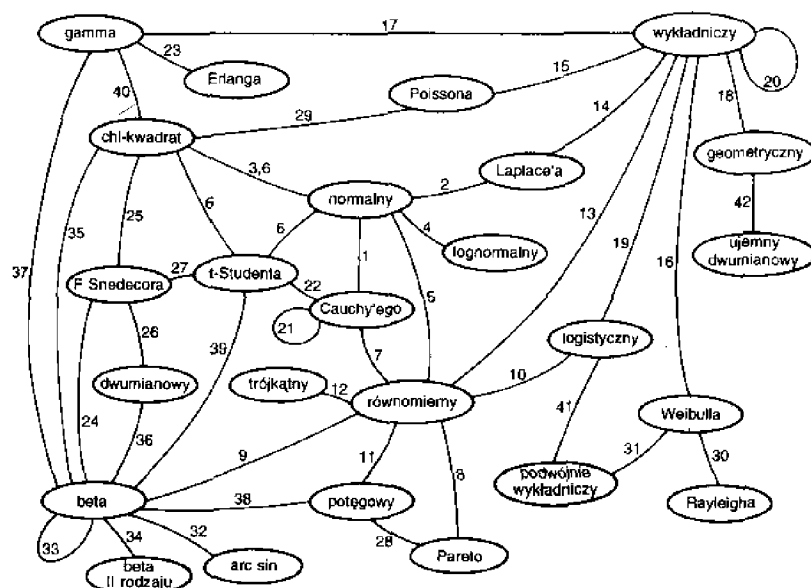 gamma
17
wykładniczy
23
Erlanga
15
20
40
Poissona
14
18
29
chi-kwadrat
geometryczny
3,6
Laplace'a
2
normalny
13
42
25
6
35
6
4
lognormalny
19
ujemny
dwumianowy
1
16
37
27
t-Studenta
F Snedecora
22
5
Cauchy'ego
21
26
39
logistyczny
7
trójkątny
12
10
dwumianowy
równomierny
24
41
Weibulla
36
9
11
8
31
30
podwójnie
wykładniczy
beta
38
potęgowy
Rayleigha
33
34
32
28
Pareto
arc sin
beta
II rodzaju